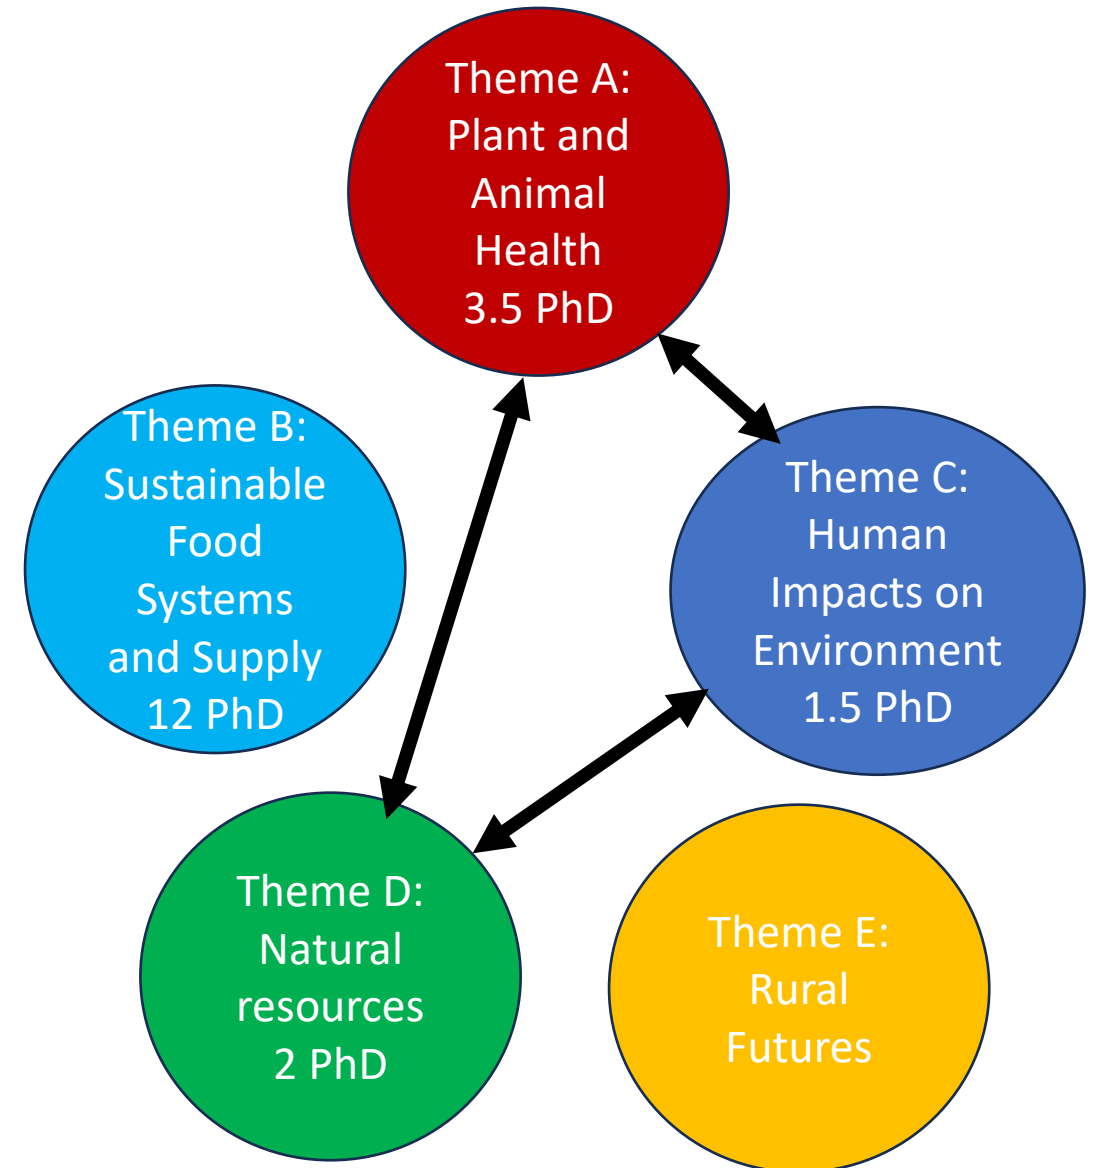 Theme A:
Plant and
Animal
Health
3.5 PhD
Theme B:
Sustainable
Food
Systems
and Supply
12 PhD
Theme C:
Human
Impacts on
Environment
1.5 PhD
Theme D:
Natural
resources
2 PhD
Theme E:
Rural
Futures